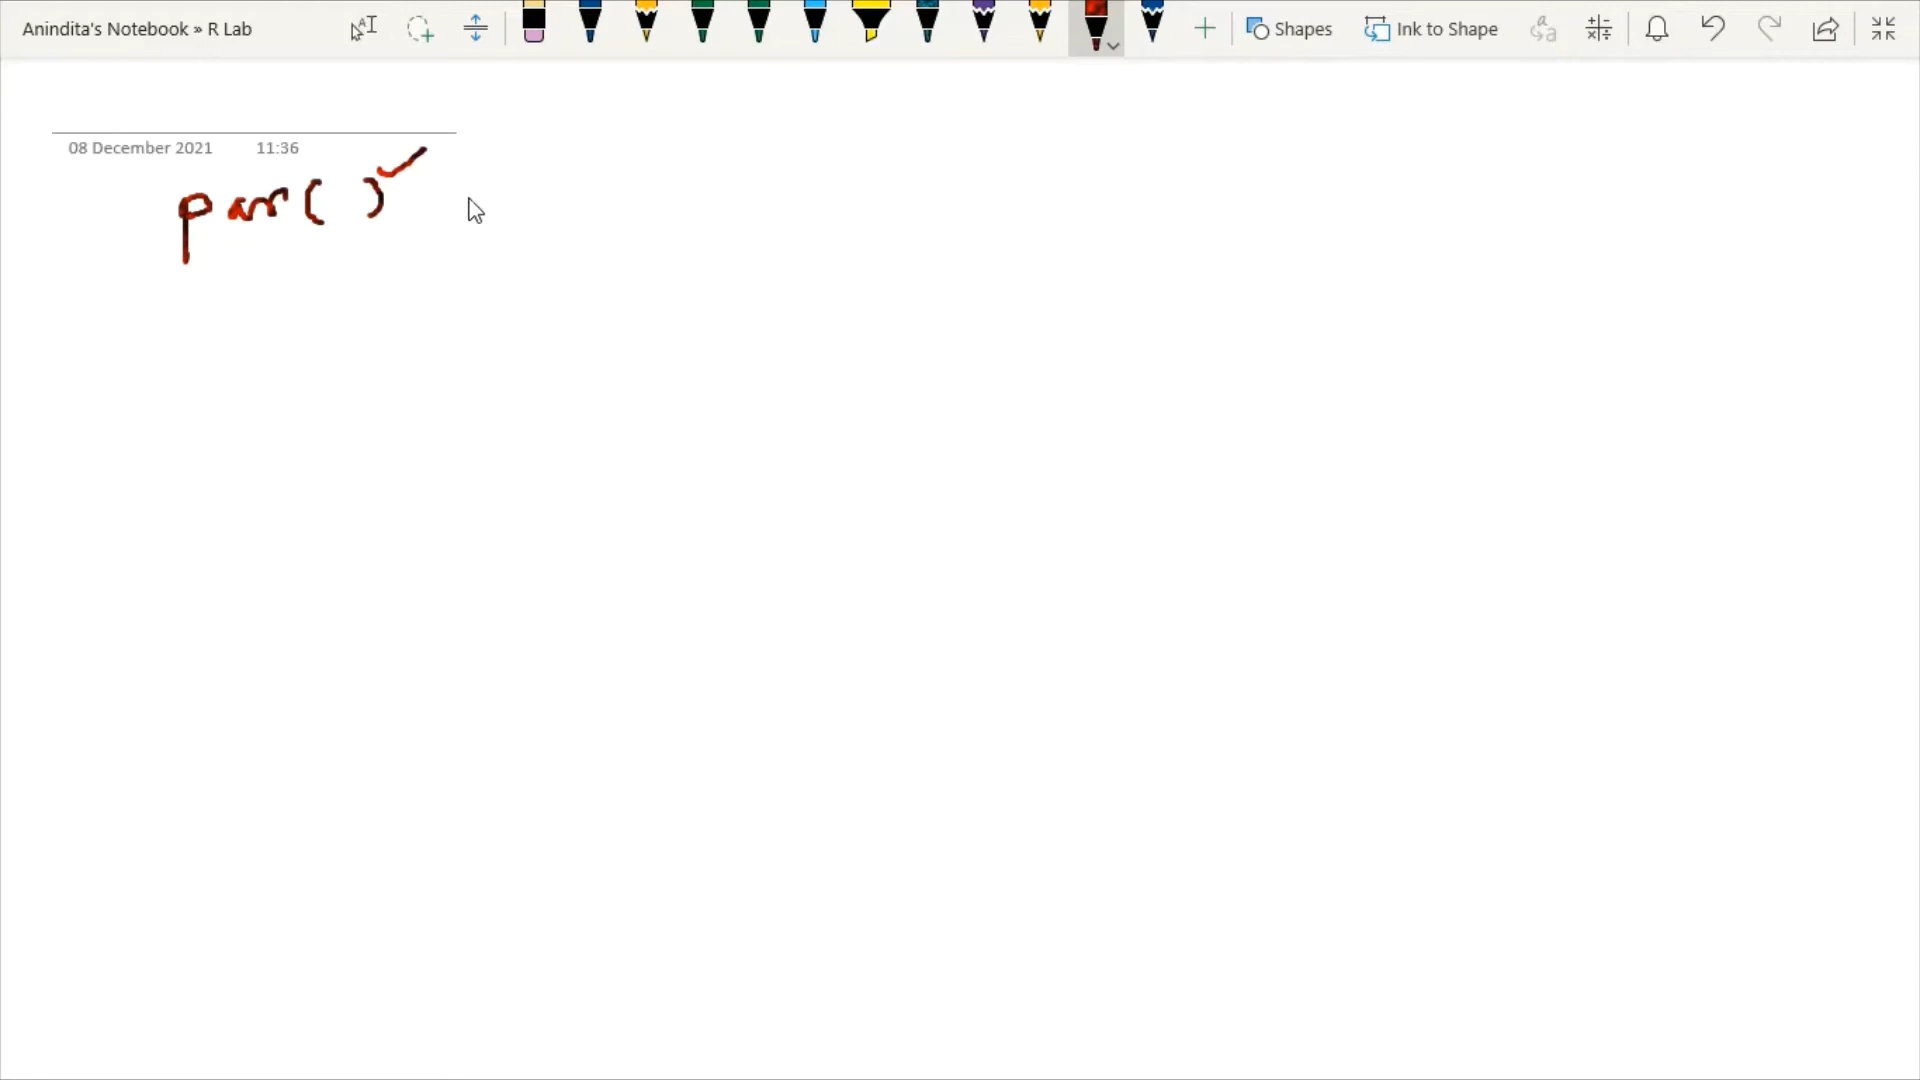 Anindita's Notebook » R Lab
Shapes
Ink to Shape
08 December 2021 11:36
par( )